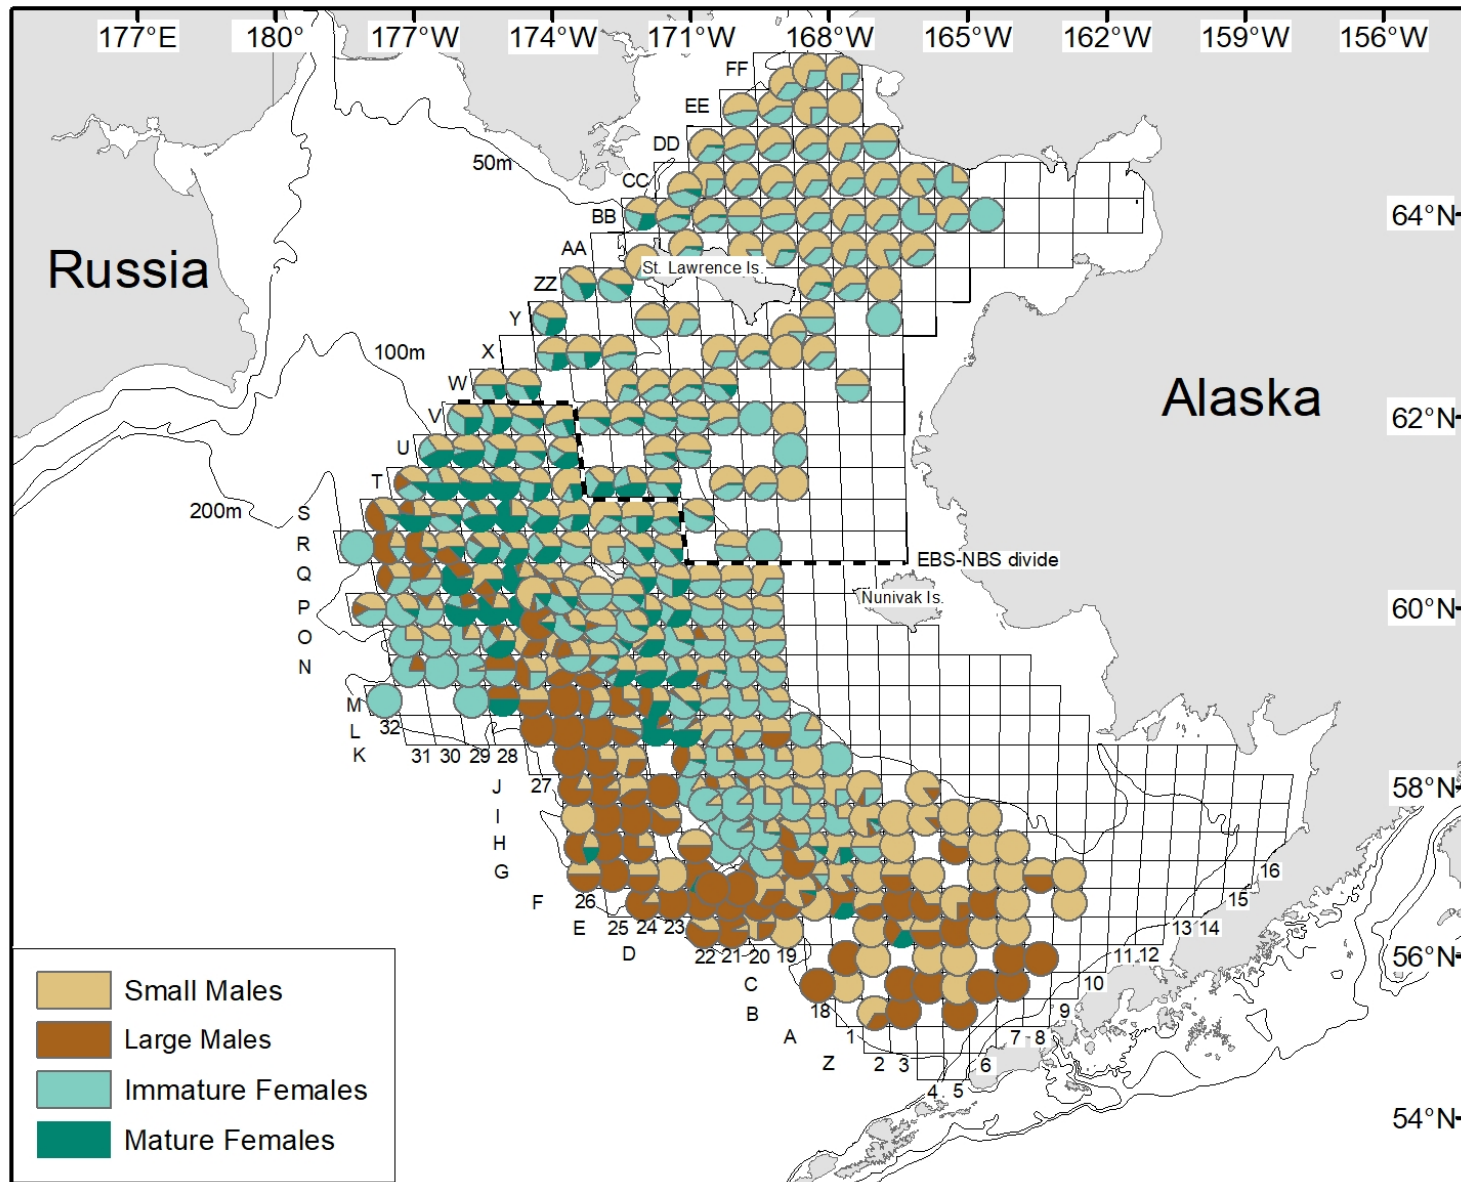 177°E 180° 177°W 174°W 171°W 168°W 165°W 162°W 159°W 156°W
FF
EE
DD
50m
CC
BB
64°N
AA
Russia
St. Lawrence Is.
ZZ
Y
100m
X
W
Alaska
V
62°N
U
T
200m
S
R
EBS-NBS divide
Q
Nunivak Is.
P
60°N
O
N
M
32
L
K
31 30 29 28
J
27
58°N
I
H
G
16
F
26
15
E
25 24 23
13 14
D
22 21 20 19
11 12
56°N
C
10
B
18
9
A
1
7 8
Z
2 3
6
4 5
54°N
Small Males
Large Males
Immature Females
Mature Females